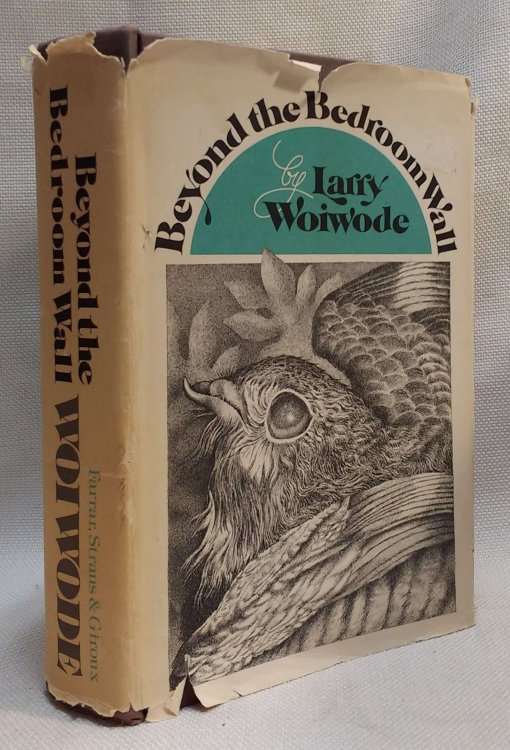 Beyond the Bedroom Wall
by Larry
Woiwode
Beyond the
Bedroom Wall
WOIWODE
Farrar, Straus & Giroux